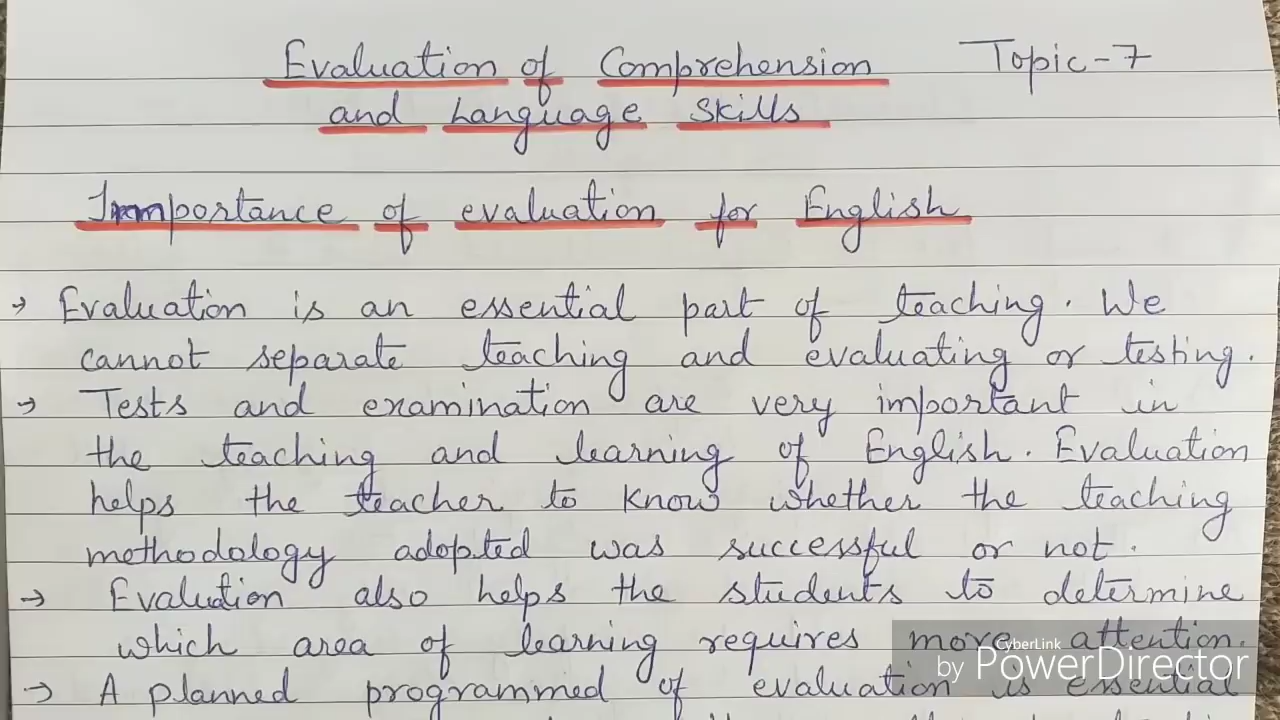 Evaluation of Comprehension Topic-7
and Language Skills
Importance of evaluation for English
→ Evaluation is an essential part of teaching. We
cannot separate teaching and evaluating or testing.
→ Tests and examination are very important in
the teaching and learning of English. Evaluation
helps the teacher to know whether the teaching
methodology adopted was successful or not.
→ Evaluation also helps the students to determine
which area of learning requires more attention.
CyberLink
by PowerDirector
→ A planned programmed of evaluation is essential